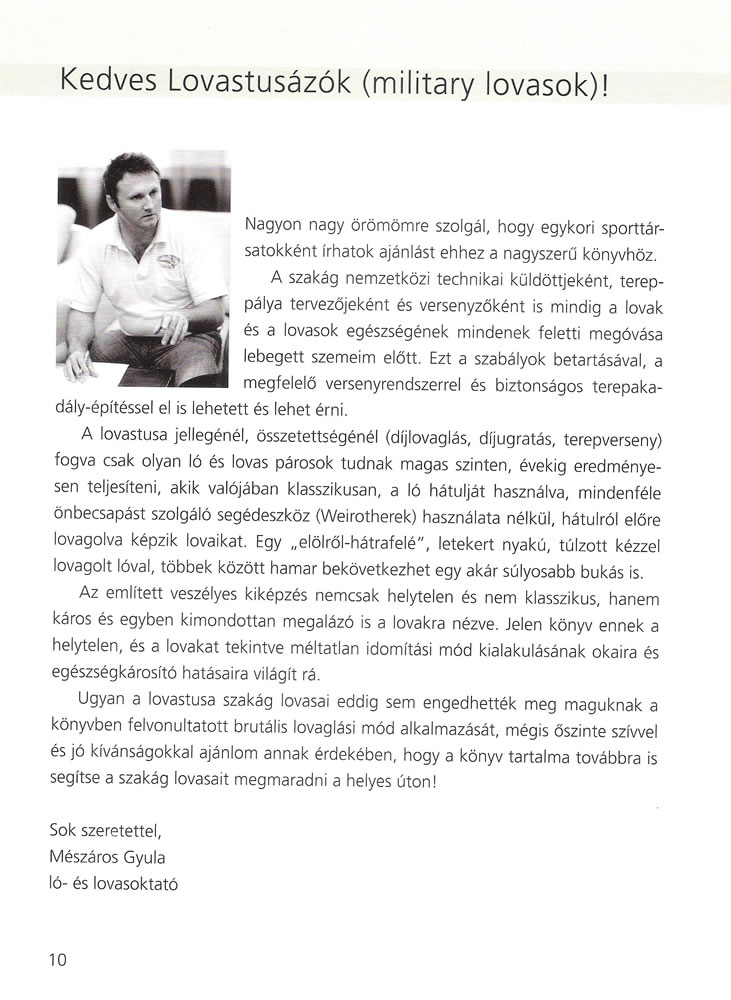 Kedves Lovastusázók (military lovasok)!
Nagyon nagy örömömre szolgál, hogy egykori sporttár-
satokként írhatok ajánlást ehhez a nagyszerű könyvhöz.
A szakág nemzetközi technikai küldöttjeként, terep-
pálya tervezőjeként és versenyzőként is mindig a lovak
és a lovasok egészségének mindenek feletti megóvása
lebegett szemeim előtt. Ezt a szabályok betartásával, a
megfelelő versenyrendszerrel és biztonságos terepaka-
dály-építéssel el is lehetett és lehet érni.
A lovastusa jellegénél, összetettségénél (díjlovaglás, díjugratás, terepverseny)
fogva csak olyan ló és lovas párosok tudnak magas szinten, évekig eredménye-
sen teljesíteni, akik valójában klasszikusan, a ló hátulját használva, mindenféle
önbecsapást szolgáló segédeszköz (Weirotherek) használata nélkül, hátulról előre
lovagolva képzik lovaikat. Egy „elölről-hátrafelé”, letekert nyakú, túlzott kézzel
lovagolt lóval, többek között hamar bekövetkezhet egy akár súlyosabb bukás is.
Az említett veszélyes kiképzés nemcsak helytelen és nem klasszikus, hanem
káros és egyben kimondottan megalázó is a lovakra nézve. Jelen könyv ennek a
helytelen, és a lovakat tekintve méltatlan idomítási mód kialakulásának okaira és
egészségkárosító hatásaira világít rá.
Ugyan a lovastusa szakág lovasai eddig sem engedhették meg maguknak a
könyvben felvonultatott brutális lovaglási mód alkalmazását, mégis őszinte szívvel
és jó kívánságokkal ajánlom annak érdekében, hogy a könyv tartalma továbbra is
segítse a szakág lovasait megmaradni a helyes úton!
Sok szeretettel,
Mészáros Gyula
ló- és lovasoktató
10